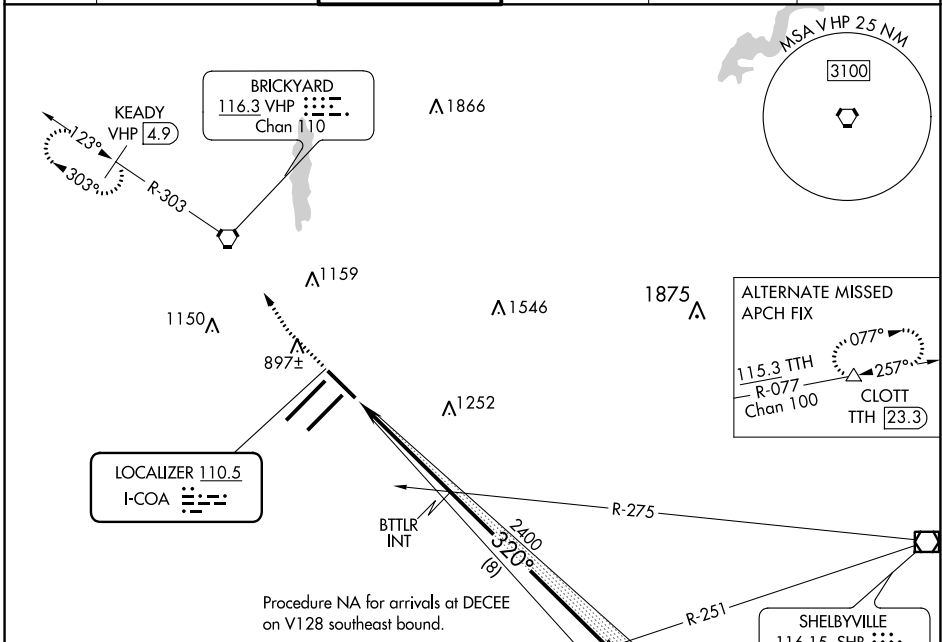 MSA VHP 25 NM
3100
BRICKYARD
116.3 VHP
Chan 110
KEADY
VHP 4.9
123°
303°
R-303
1866
1159
1150
897±
1546
1875
1252
ALTERNATE MISSED
APCH FIX
077°
257°
115.3 TTH
R-077
Chan 100
CLOTT
TTH 23.3
LOCALIZER 110.5
I-COA
BTTLR
INT
R-275
2400
320°
(8)
R-251
Procedure NA for arrivals at DECEE
on V128 southeast bound.
SHELBYVILLE
116.15 SHB